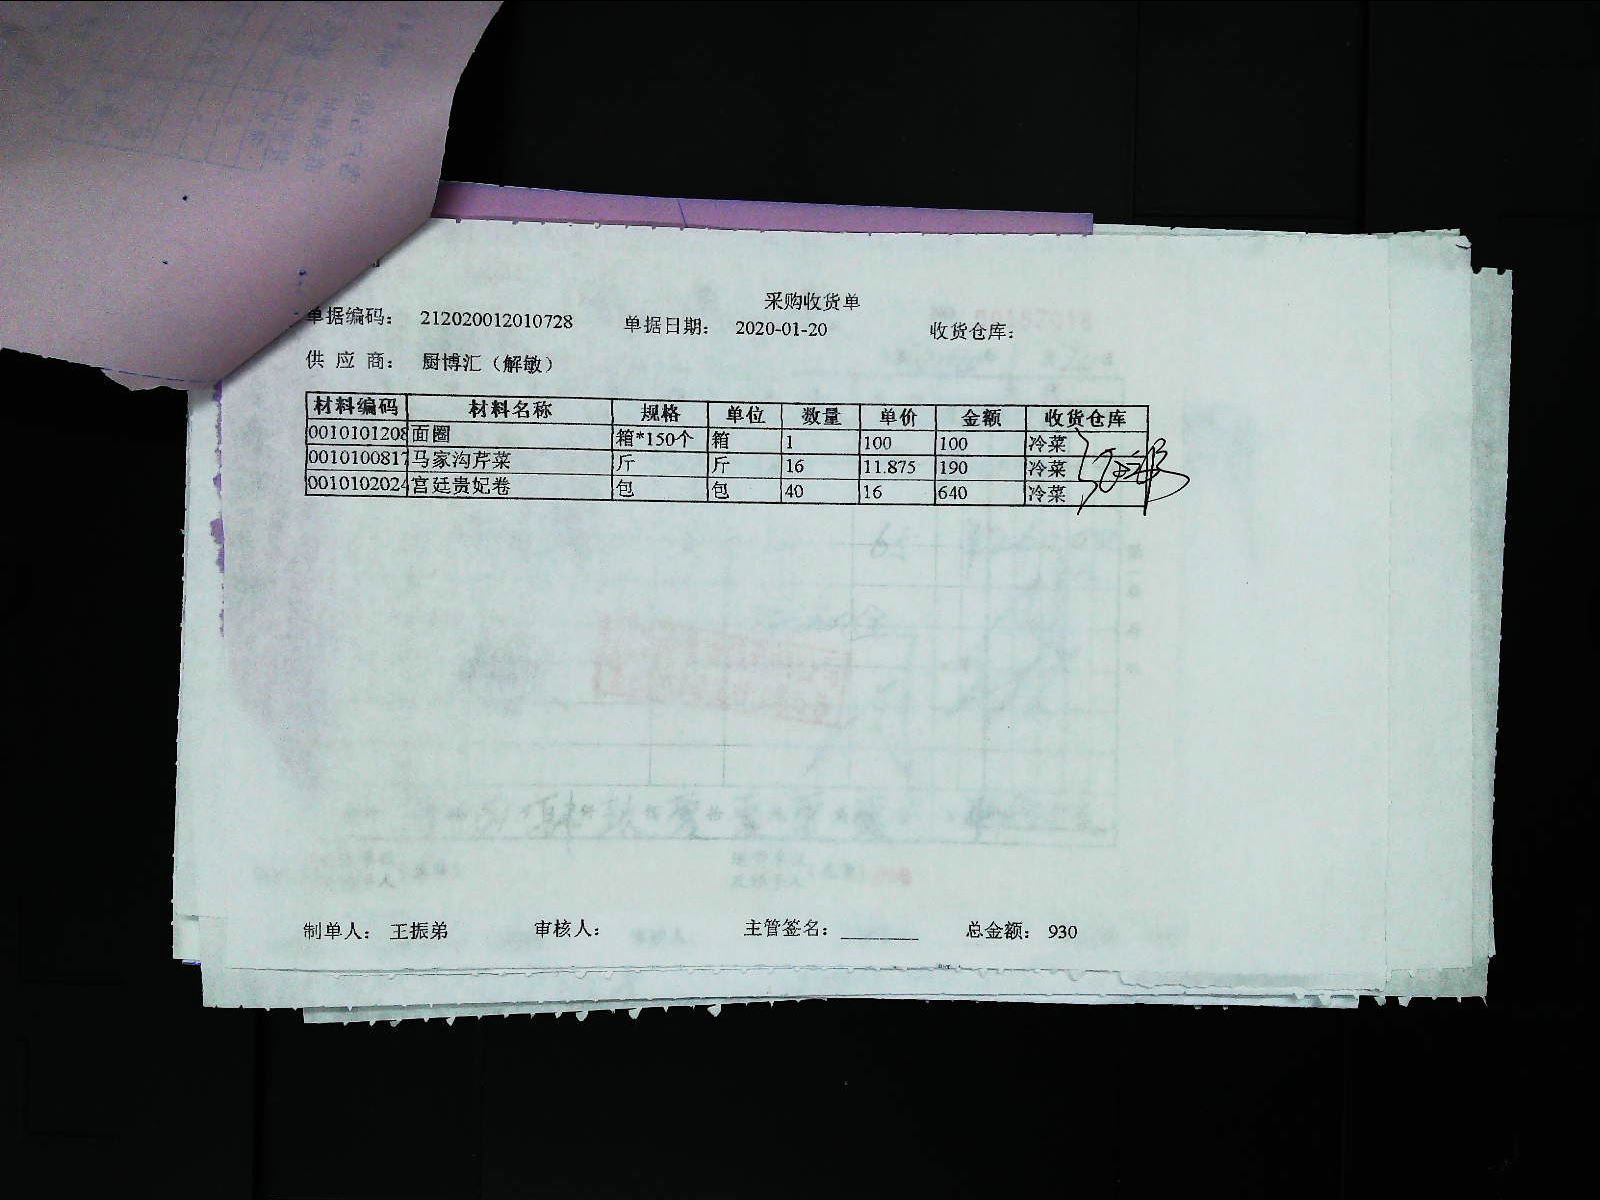 采购收货单
单据编码： 212020012010728 单据日期： 2020-01-20 收货仓库：
供 应 商： 厨博汇（解敏）
材料编码 材料名称 规格 单位 数量 单价 金额 收货仓库
0010101208 面圈 箱*150个 箱 1 100 100 冷菜
0010100817 马家沟芹菜 斤 斤 16 11.875 190 冷菜
0010102024 宫廷贵妃卷 包 包 40 16 640 冷菜
制单人： 王振弟 审核人： 主管签名： 总金额： 930